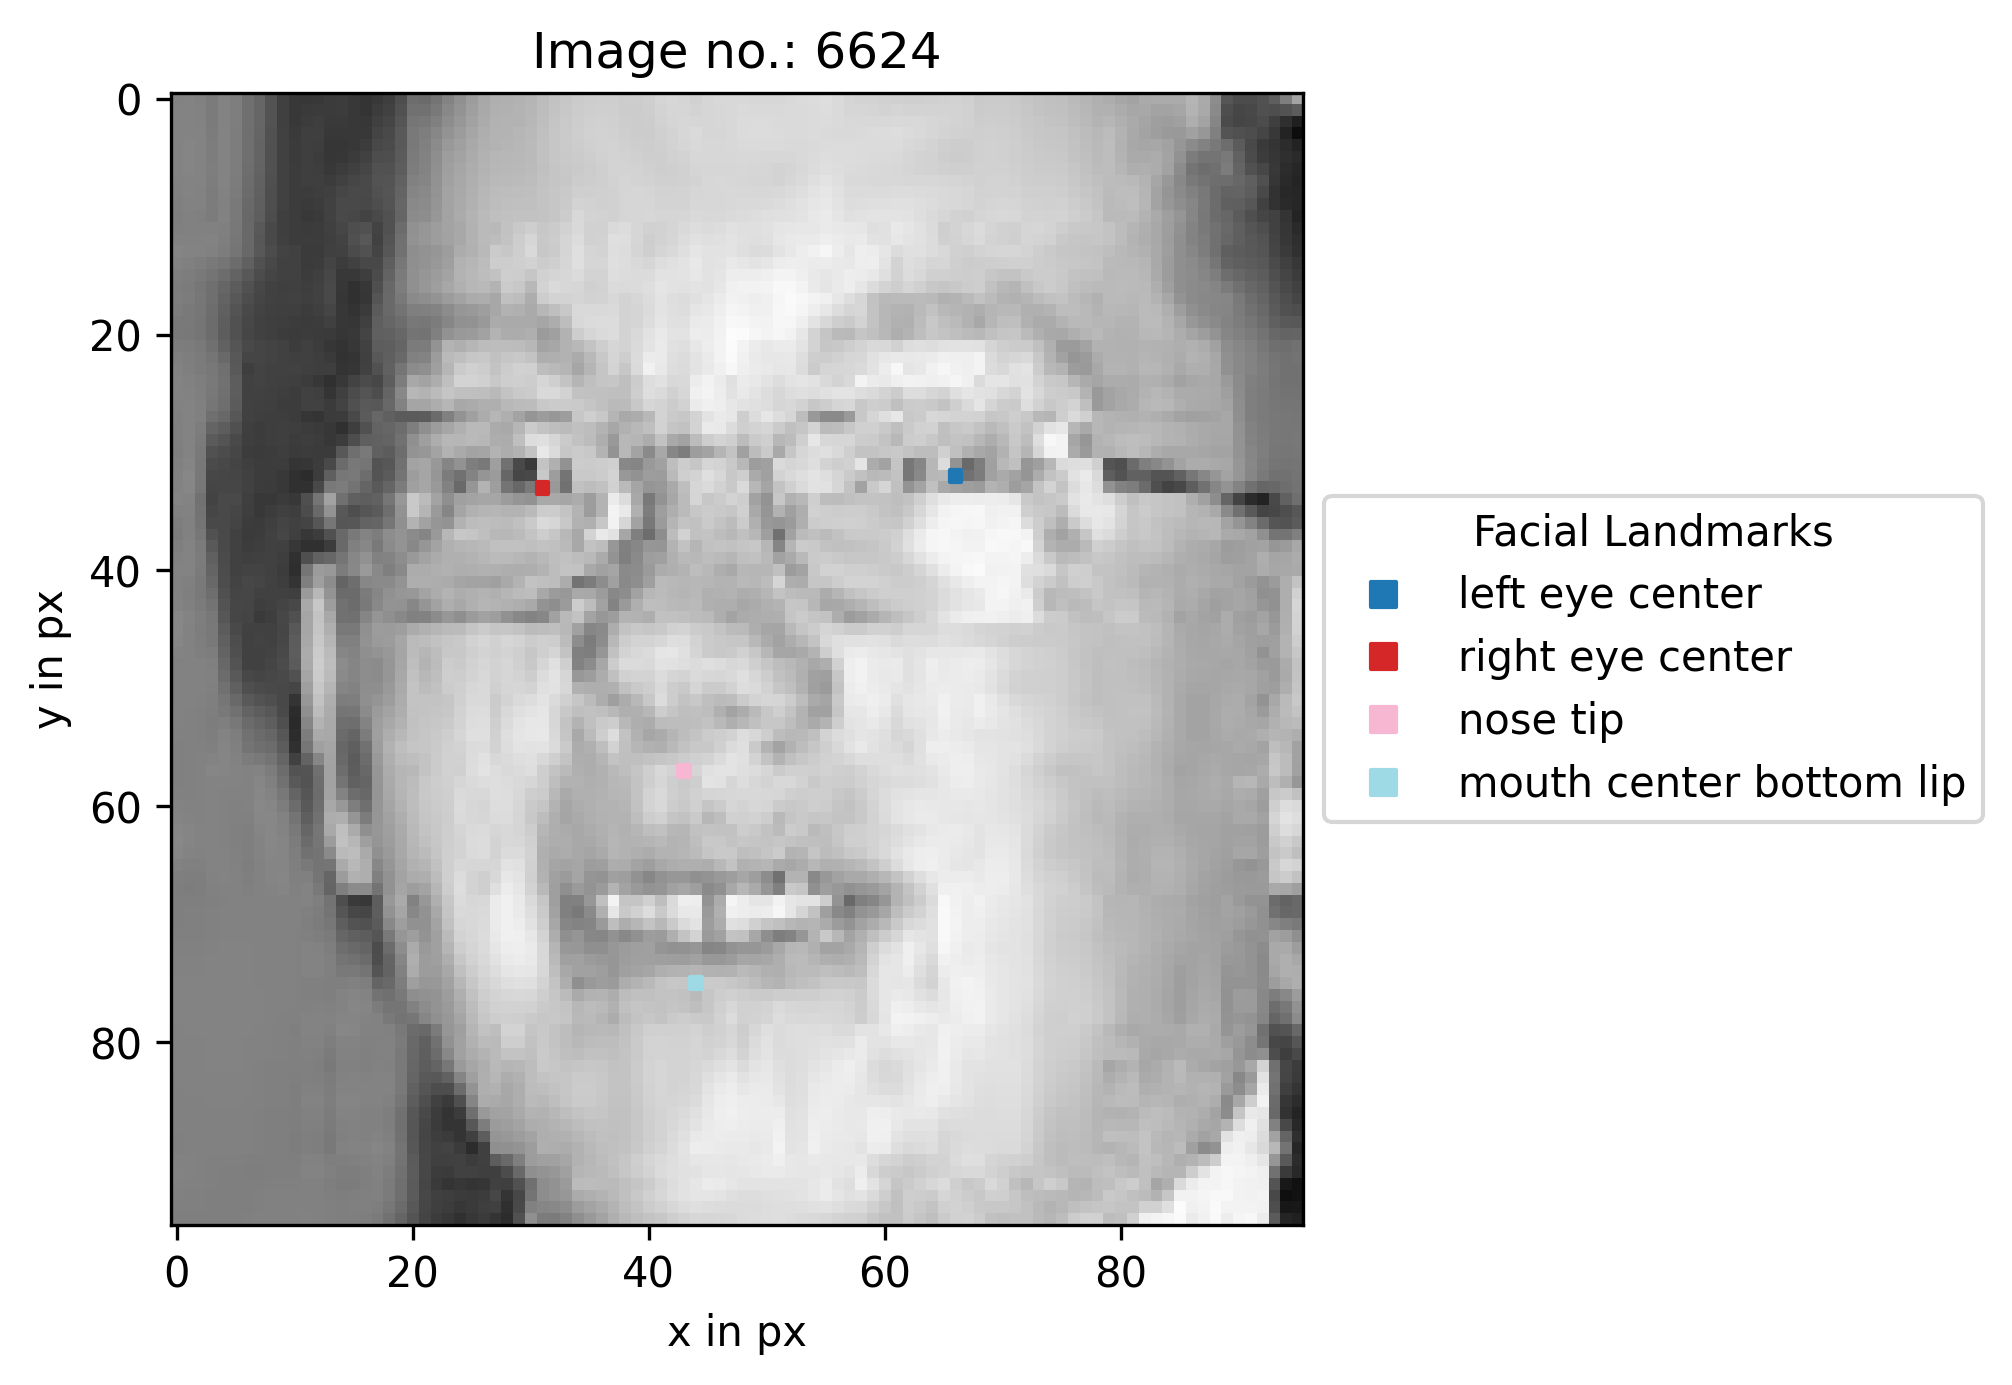 Image no.: 6624
0
20
40
60
80
y in px
0 20 40 60 80
x in px
Facial Landmarks
left eye center
right eye center
nose tip
mouth center bottom lip